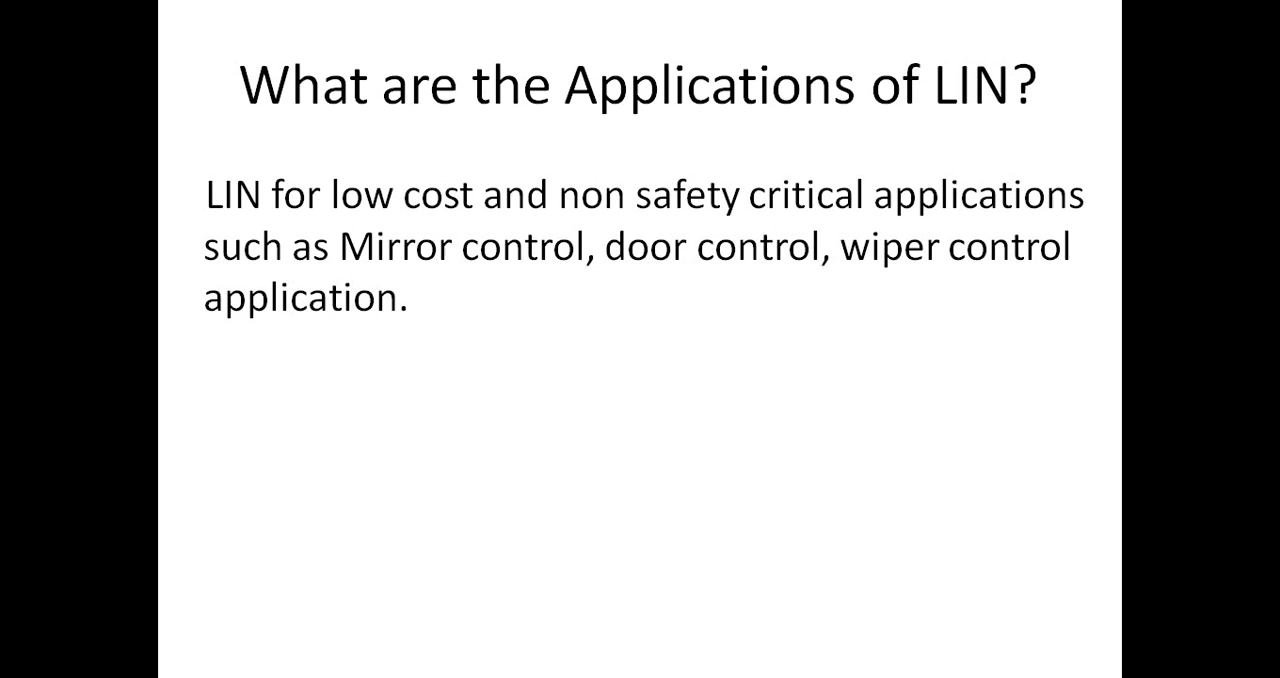 What are the Applications of LIN?
LIN for low cost and non safety critical applications
such as Mirror control, door control, wiper control
application.